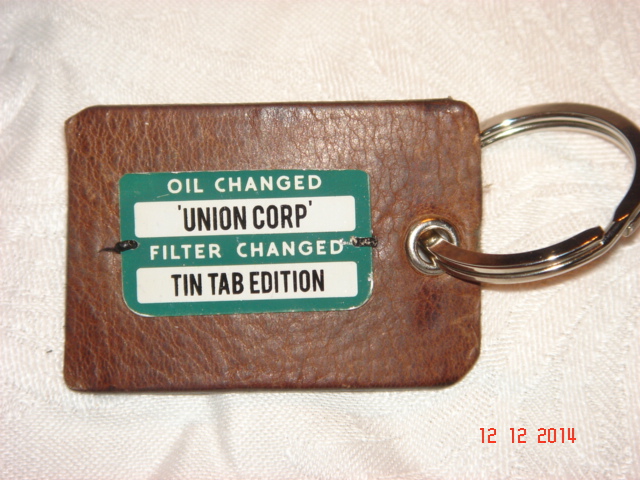 OIL CHANGED
'UNION CORP'
FILTER CHANGED
TIN TAB EDITION
12 12 2014